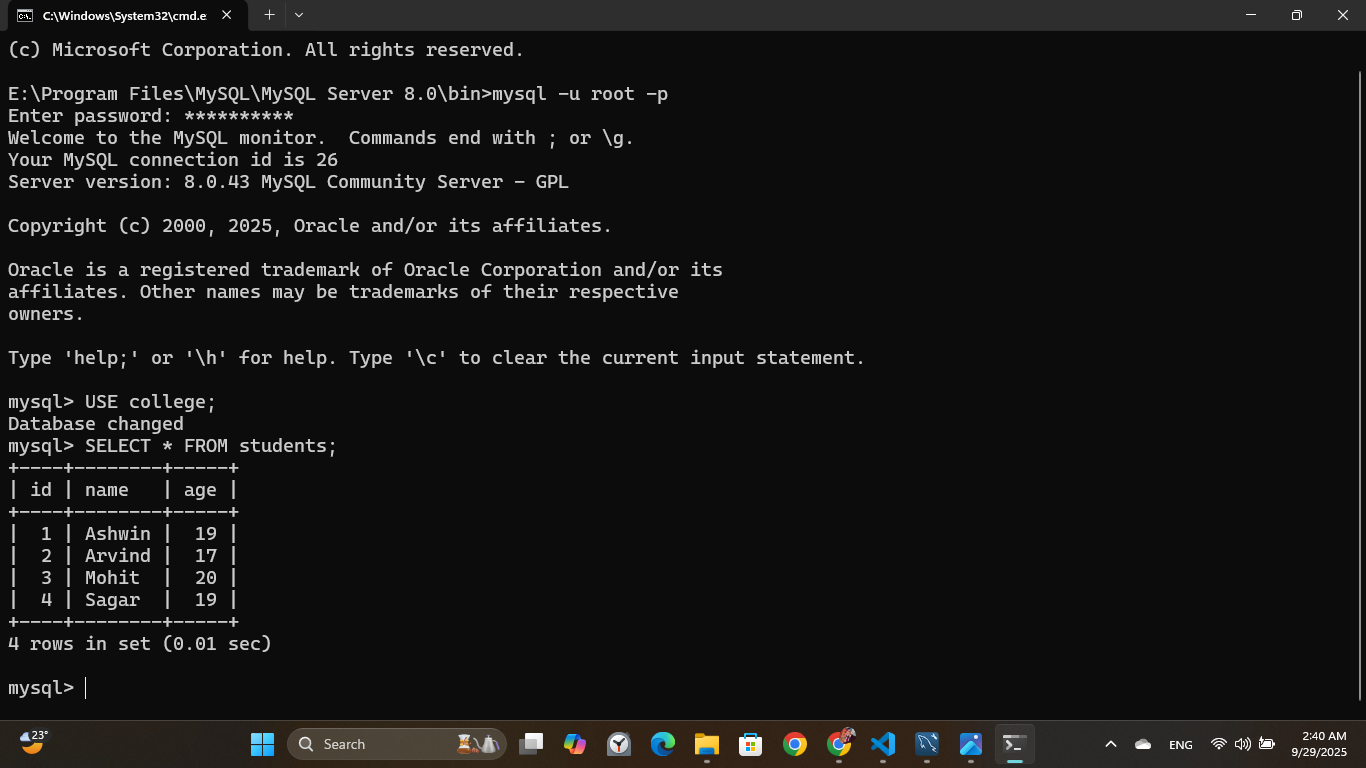 C:\Windows\System32\cmd.e
(c) Microsoft Corporation. All rights reserved.
E:\Program Files\MySQL\MySQL Server 8.0\bin>mysql -u root -p
Enter password: **********
Welcome to the MySQL monitor.  Commands end with ; or \g.
Your MySQL connection id is 26
Server version: 8.0.43 MySQL Community Server - GPL
Copyright (c) 2000, 2025, Oracle and/or its affiliates.
Oracle is a registered trademark of Oracle Corporation and/or its
affiliates. Other names may be trademarks of their respective
owners.
Type 'help;' or '\h' for help. Type '\c' to clear the current input statement.
mysql> USE college;
Database changed
mysql> SELECT * FROM students;
+----+--------+-----+
| id | name   | age |
+----+--------+-----+
|  1 | Ashwin |  19 |
|  2 | Arvind |  17 |
|  3 | Mohit  |  20 |
|  4 | Sagar  |  19 |
+----+--------+-----+
4 rows in set (0.01 sec)
mysql>
23°
Search
ENG
2:40 AM
9/29/2025